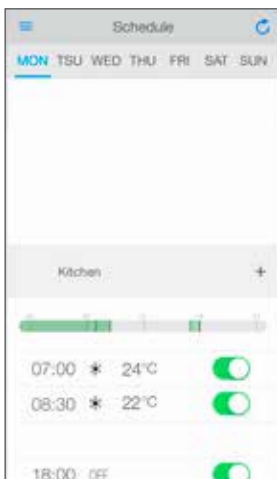 Schedule
MON TSU WED THU FRI SAT SUN
Kitchen +
07:00 24°C
08:30 22°C
18:00 OFF